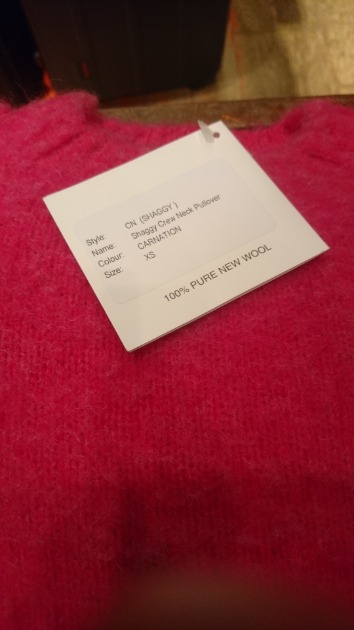 Style: CN (SHAGGY)
Name: Shaggy Crew Neck Pullover
Colour: CARNATION
Size: XS
100% PURE NEW WOOL